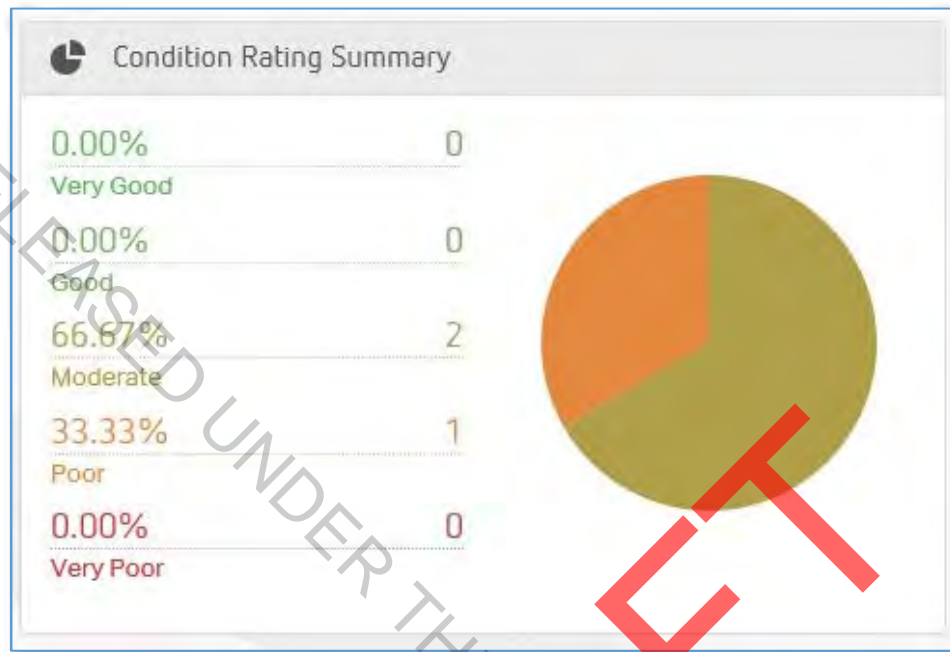 Condition Rating Summary
0.00% 0
Very Good
0.00% 0
Good
66.67% 2
Moderate
33.33% 1
Poor
0.00% 0
Very Poor
UNDER